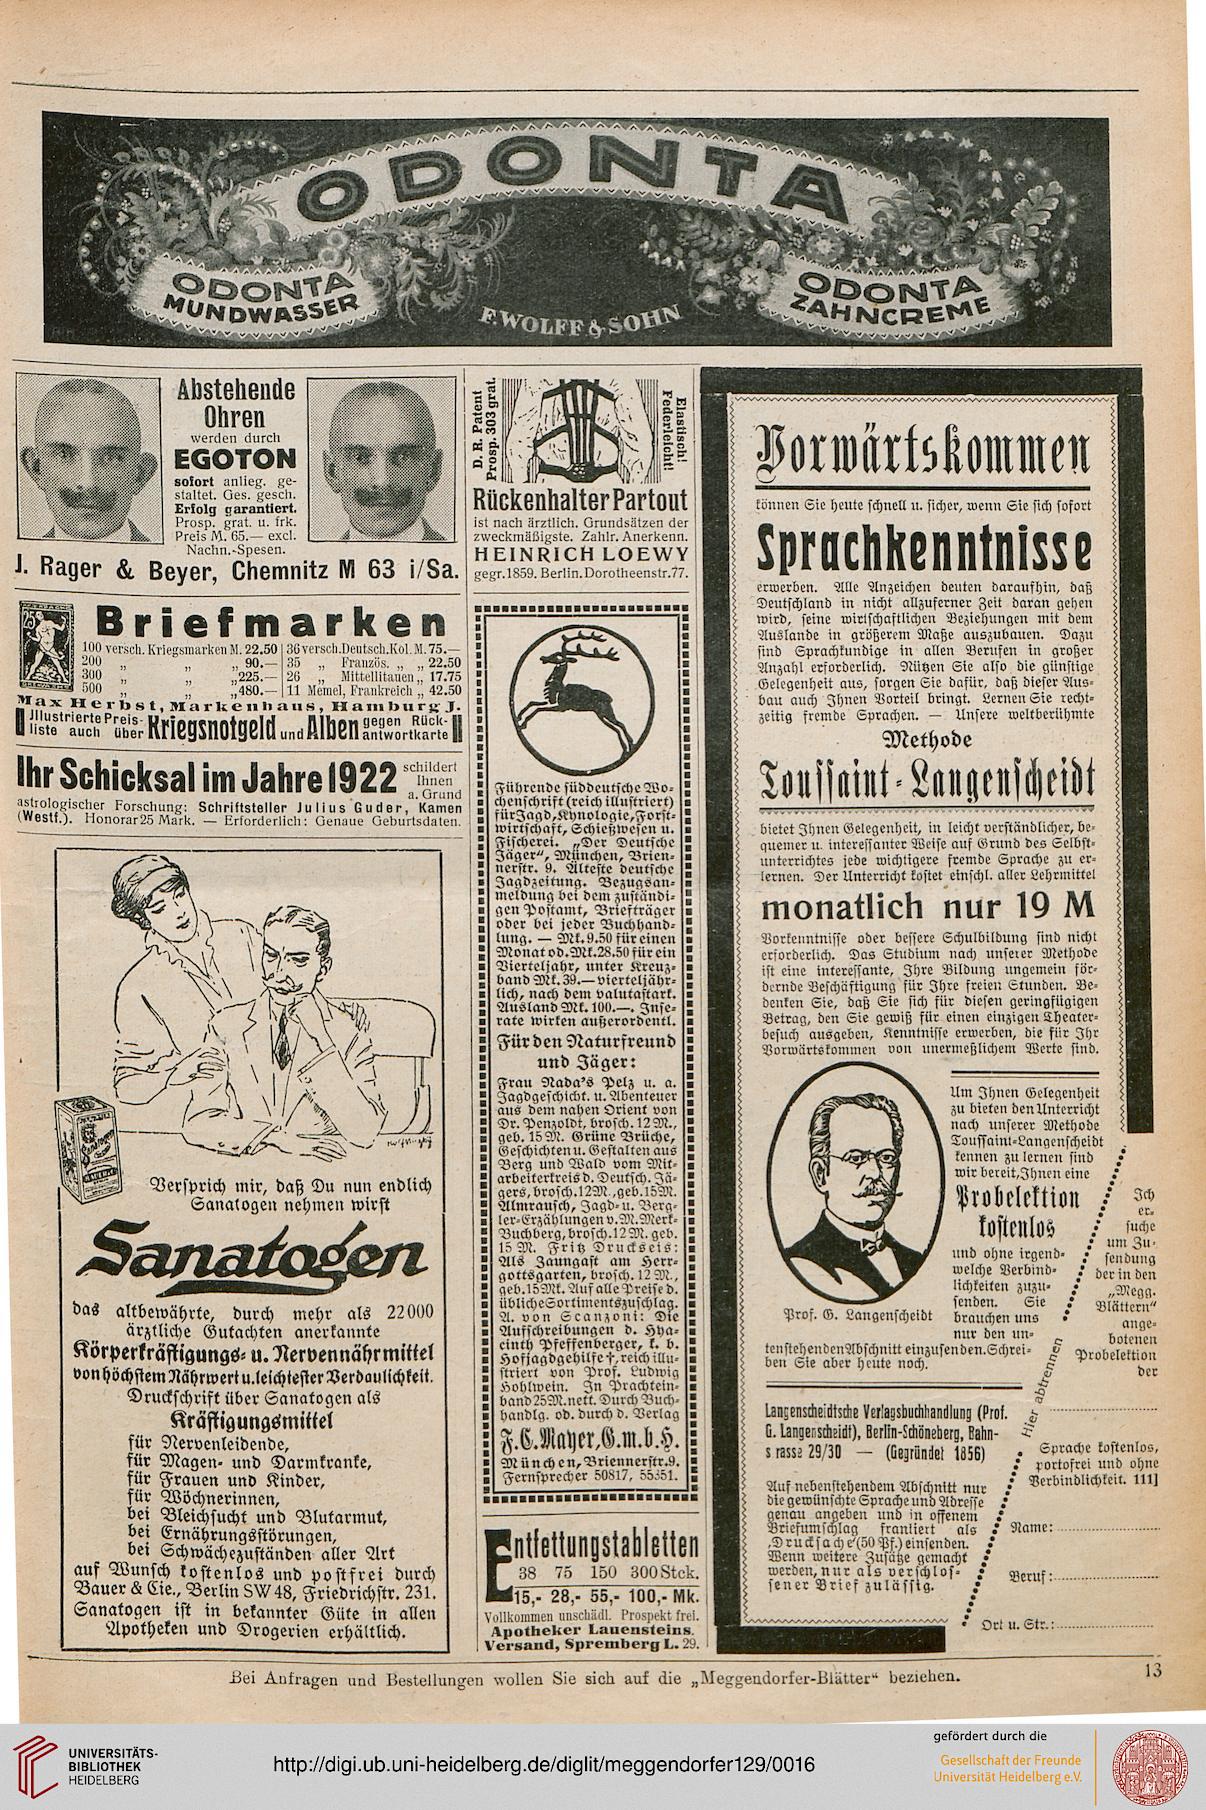 ODONTA
ODONTA
MUNDWASSER
F. WOLFF & SOHN
ODONTA
ZAHNCREME
Abstehende
Ohren
werden durch
EGOTON
sofort anlieg. ge-
staltet. Ges. gesch.
Erfolg garantiert.
Prosp. grat. u. frk.
Preis M. 65.— excl.
Nachn.-Spesen.
J. Rager & Beyer, Chemnitz M 63 i/Sa.
Briefmarken
100 versch. Kriegsmarken M. 22.50
200 „ „ „ 90.—
300 „ „ „ 225.—
500 „ „ „ 480.—
36 versch. Deutsch. Kol. M. 75.—
35 „ Französ. „ „ 22.50
26 „ Mittellitauen „ 17.75
11 Memel, Frankreich „ 42.50
Max Herbst, Markenhaus, Hamburg J.
Jllustrierte Preis-
liste auch über Kriegsnotgeld und Alben gegen Rück-
antwortkarte
Ihr Schicksal im Jahre 1922 schildert
Ihnen
a. Grund
astrologischer Forschung: Schriftsteller Julius Guder, Kamen
(Westf.). Honorar 25 Mark. — Erforderlich: Genaue Geburtsdaten.
Versprich mir, daß Du nun endlich
Sanatogen nehmen wirst
Sanatogen
das altbewährte, durch mehr als 22000
ärztliche Gutachten anerkannte
Körperkräftigungs- u. Nervennährmittel
von höchstem Nährwert u. leichtester Verdaulichkeit.
Druckschrift über Sanatogen als
Kräftigungsmittel
für Nervenleidende,
für Magen- und Darmkranke,
für Frauen und Kinder,
für Wöchnerinnen,
bei Bleichsucht und Blutarmut,
bei Ernährungsstörungen,
bei Schwächezuständen aller Art
auf Wunsch kostenlos und postfrei durch
Bauer & Cie., Berlin SW 48, Friedrichstr. 231.
Sanatogen ist in bekannter Güte in allen
Apotheken und Drogerien erhältlich.
D. R. Patent
Prosp. 303 grat.
Elastisch!
Federleicht!
Rückenhalter Partout
ist nach ärztlich. Grundsätzen der
zweckmäßigste. Zahlr. Anerkenn.
HEINRICH LOEWY
gegr. 1859. Berlin. Dorotheenstr. 77.
Führende süddeutsche Wo-
chenschrift (reich illustriert)
für Jagd, Kynologie, Forst-
wirtschaft, Schießwesen u.
Fischerei. „Der Deutsche
Jäger“, München, Brien-
nerstr. 9. Älteste deutsche
Jagdzeitung. Bezugsan-
meldung bei dem zuständi-
gen Postamt, Briefträger
oder bei jeder Buchhand-
lung. — Mk. 9.50 für einen
Monat od. Mk. 28.50 für ein
Vierteljahr, unter Kreuz-
band Mk. 39.— vierteljähr-
lich, nach dem valutastark.
Ausland Mk. 100.—. Inse-
rate wirken außerordentl.
Für den Naturfreund
und Jäger:
Frau Nada's Pelz u. a.
Jagdgeschicht. u. Abenteuer
aus dem nahen Orient von
Dr. Penzoldt, brosch. 12 M.,
geb. 15 M. Grüne Brüche,
Geschichten u. Gestalten aus
Berg und Wald vom Mit-
arbeiterkreis d. Deutsch. Jä-
gers, brosch. 12 M., geb. 15 M.
Almrausch, Jagd- u. Berg-
ler-Erzählungen v. M. Merk-
Buchberg, brosch. 12 M. geb.
15 M. Fritz Druckseis:
Als Zaungast am Herr-
gottsgarten, brosch. 12 M.,
geb. 15 Mk. Auf alle Preise d.
übliche Sortimentszuschlag.
A. von Scanzoni: Die
Aufschreibungen d. Hya-
cinth Pfeffenberger, k. b.
Hofjagdgehilfe †, reich illu-
striert von Prof. Ludwig
Hohlwein. In Prachtein-
band 25 M. nett. Durch Buch-
handlg. od. durch d. Verlag
F. C. Mayer, G. m. b. H.
München, Briennerstr. 9.
Fernsprecher 50817, 55351.
Entfettungstabletten
38 75 150 300 Stck.
15,- 28,- 55,- 100,- Mk.
Vollkommen unschädl. Prospekt frei.
Apotheker Lauensteins
Versand, Spremberg L. 29.
Vorwärtskommen
können Sie heute schnell u. sicher, wenn Sie sich sofort
Sprachkenntnisse
erwerben. Alle Anzeichen deuten daraufhin, daß
Deutschland in nicht allzuferner Zeit daran gehen
wird, seine wirtschaftlichen Beziehungen mit dem
Auslande in größerem Maße auszubauen. Dazu
sind Sprachkundige in allen Berufen in großer
Anzahl erforderlich. Nützen Sie also die günstige
Gelegenheit aus, sorgen Sie dafür, daß dieser Aus-
bau auch Ihnen Vorteil bringt. Lernen Sie recht-
zeitig fremde Sprachen. — Unsere weltberühmte
Methode
Toussaint-Langenscheidt
bietet Ihnen Gelegenheit, in leicht verständlicher, be-
quemer u. interessanter Weise auf Grund des Selbst-
unterrichtes jede wichtigere fremde Sprache zu er-
lernen. Der Unterricht kostet einschl. aller Lehrmittel
monatlich nur 19 M
Vorkenntnisse oder bessere Schulbildung sind nicht
erforderlich. Das Studium nach unserer Methode
ist eine interessante, Ihre Bildung ungemein för-
dernde Beschäftigung für Ihre freien Stunden. Be-
denken Sie, daß Sie sich für diesen geringfügigen
Betrag, den Sie gewiß für einen einzigen Theater-
besuch ausgeben, Kenntnisse erwerben, die für Ihr
Vorwärtskommen von unermeßlichem Werte sind.
Um Ihnen Gelegenheit
zu bieten den Unterricht
nach unserer Methode
Toussaint-Langenscheidt
kennen zu lernen sind
wir bereit, Ihnen eine
Probelektion
kostenlos
und ohne irgend-
welche Verbind-
lichkeiten zuzu-
senden. Sie
brauchen uns
nur den un-
Prof. G. Langenscheidt
tenstehenden Abschnitt einzusenden. Schrei-
ben Sie aber heute noch.
Langenscheidtsche Verlagsbuchhandlung (Prof.
G. Langenscheidt), Berlin-Schöneberg, Bahn-
s rasse 29/30 — (Gegründet 1856)
Auf nebenstehendem Abschnitt nur
die gewünschte Sprache und Adresse
genau angeben und in offenem
Briefumschlag frankiert als
„Drucksache“ (50 Pf.) einsenden.
Wenn weitere Zusätze gemacht
werden, nur als verschlos-
sener Brief zulässig.
Hier abtrennen
Ich
er-
suche
um Zu-
sendung
der in den
„Megg.
Blättern“
ange-
botenen
Probelektion
der
Sprache kostenlos,
portofrei und ohne
Verbindlichkeit. 111]
Name:
Beruf:
Ort u. Str.:
Bei Anfragen und Bestellungen wollen Sie sich auf die „Meggendorfer-Blätter“ beziehen.
13
UNIVERSITÄTS-
BIBLIOTHEK
HEIDELBERG
http://digi.ub.uni-heidelberg.de/diglit/meggendorfer129/0016
gefördert durch die
Gesellschaft der Freunde
Universität Heidelberg e.V.